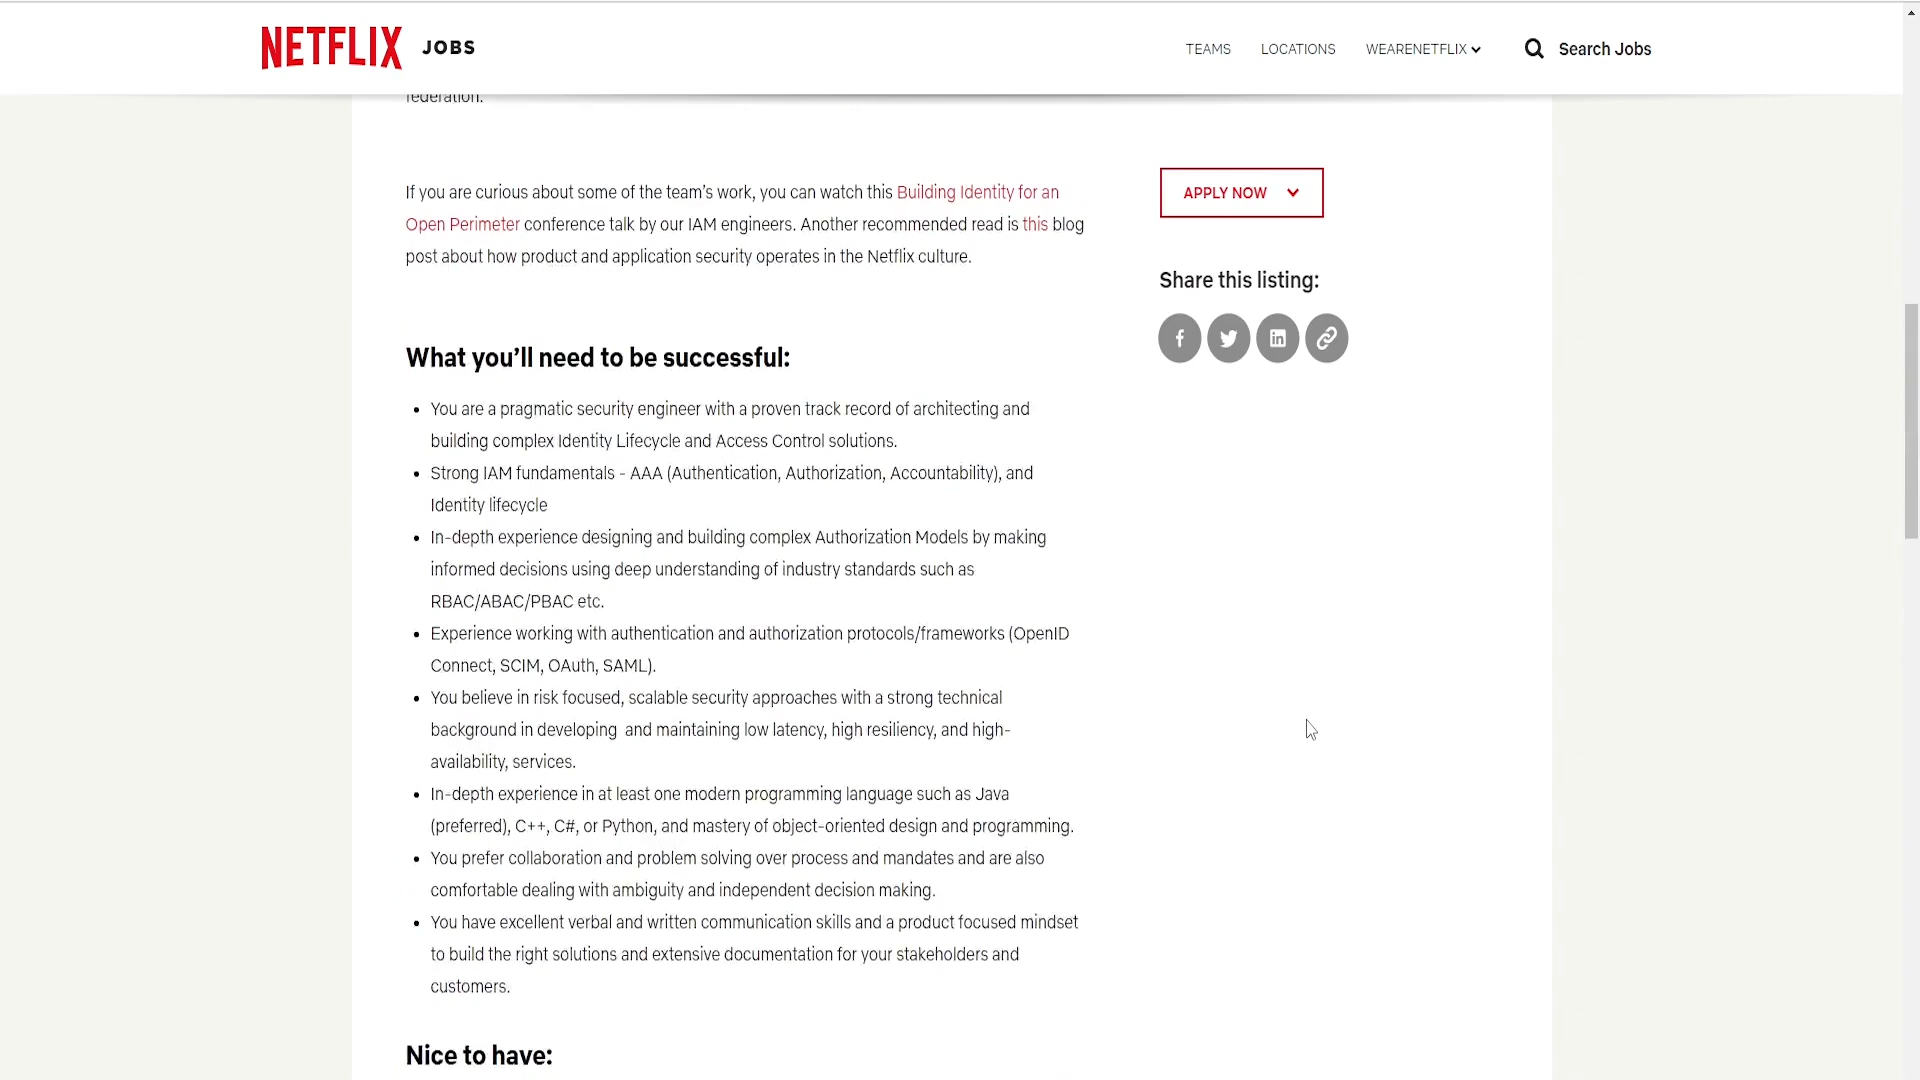 NETFLIX JOBS
TEAMS LOCATIONS WEARENETFLIX Search Jobs
federation.
If you are curious about some of the team’s work, you can watch this Building Identity for an
Open Perimeter conference talk by our IAM engineers. Another recommended read is this blog
post about how product and application security operates in the Netflix culture.
APPLY NOW
Share this listing:
What you’ll need to be successful:
• You are a pragmatic security engineer with a proven track record of architecting and
building complex Identity Lifecycle and Access Control solutions.
• Strong IAM fundamentals - AAA (Authentication, Authorization, Accountability), and
Identity lifecycle
• In-depth experience designing and building complex Authorization Models by making
informed decisions using deep understanding of industry standards such as
RBAC/ABAC/PBAC etc.
• Experience working with authentication and authorization protocols/frameworks (OpenID
Connect, SCIM, OAuth, SAML).
• You believe in risk focused, scalable security approaches with a strong technical
background in developing  and maintaining low latency, high resiliency, and high-
availability, services.
• In-depth experience in at least one modern programming language such as Java
(preferred), C++, C#, or Python, and mastery of object-oriented design and programming.
• You prefer collaboration and problem solving over process and mandates and are also
comfortable dealing with ambiguity and independent decision making.
• You have excellent verbal and written communication skills and a product focused mindset
to build the right solutions and extensive documentation for your stakeholders and
customers.
Nice to have: